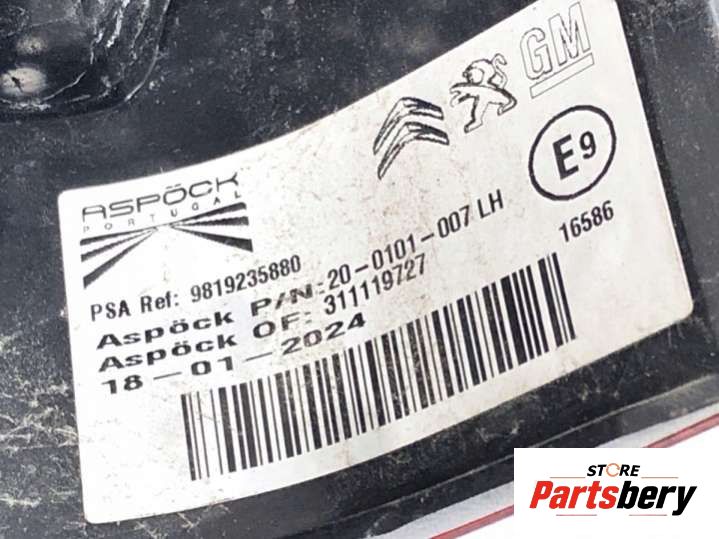 GM
E9
ASPÖCK
PORTUGAL
PSA Ref: 9819235880
Aspöck P/N:20-0101-007 LH
Aspöck OF: 311119727
18-01-2024
16586
STORE
Partsbery